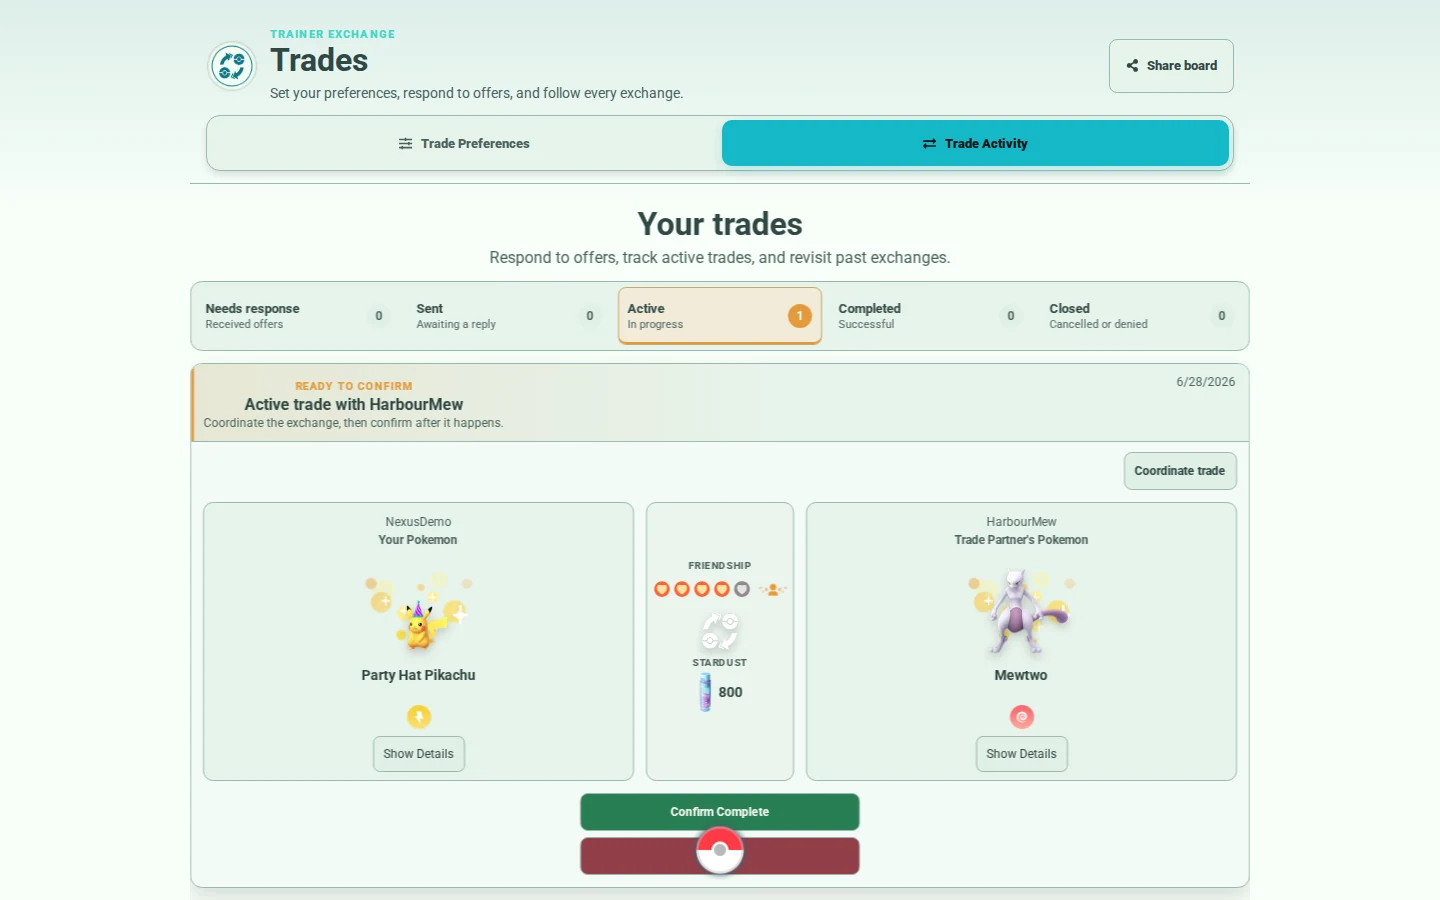 TRAINER EXCHANGE
Trades
Set your preferences, respond to offers, and follow every exchange.
Share board
Trade Preferences
Trade Activity
Your trades
Respond to offers, track active trades, and revisit past exchanges.
Needs response
Received offers
0
Sent
Awaiting a reply
0
Active
In progress
1
Completed
Successful
0
Closed
Cancelled or denied
0
READY TO CONFIRM
Active trade with HarbourMew
Coordinate the exchange, then confirm after it happens.
6/28/2026
Coordinate trade
NexusDemo
Your Pokemon
Party Hat Pikachu
Show Details
FRIENDSHIP
STARDUST
800
HarbourMew
Trade Partner's Pokemon
Mewtwo
Show Details
Confirm Complete